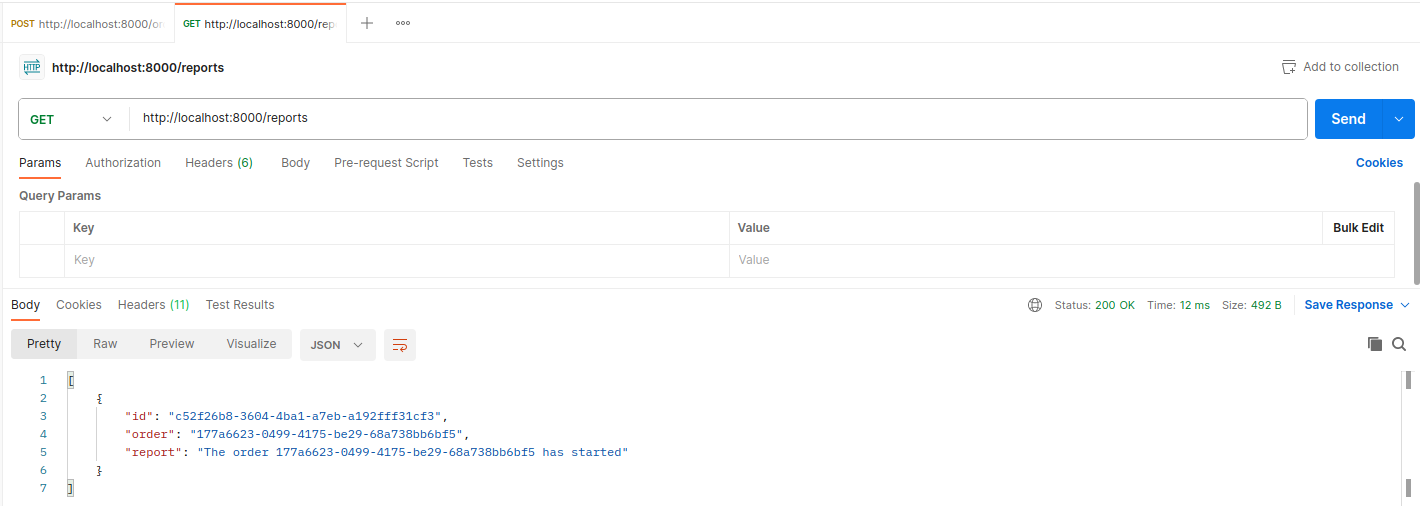 POST http://localhost:8000/or
GET http://localhost:8000/rep
HTTP http://localhost:8000/reports
Add to collection
GET
http://localhost:8000/reports
Send
Params Authorization Headers (6) Body Pre-request Script Tests Settings Cookies
Query Params
Key Value Bulk Edit
Key Value
Body Cookies Headers (11) Test Results Status: 200 OK Time: 12 ms Size: 492 B Save Response
Pretty Raw Preview Visualize JSON
1 [
2 {
3 "id": "c52f26b8-3604-4ba1-a7eb-a192fff31cf3",
4 "order": "177a6623-0499-4175-be29-68a738bb6bf5",
5 "report": "The order 177a6623-0499-4175-be29-68a738bb6bf5 has started"
6 }
7 ]